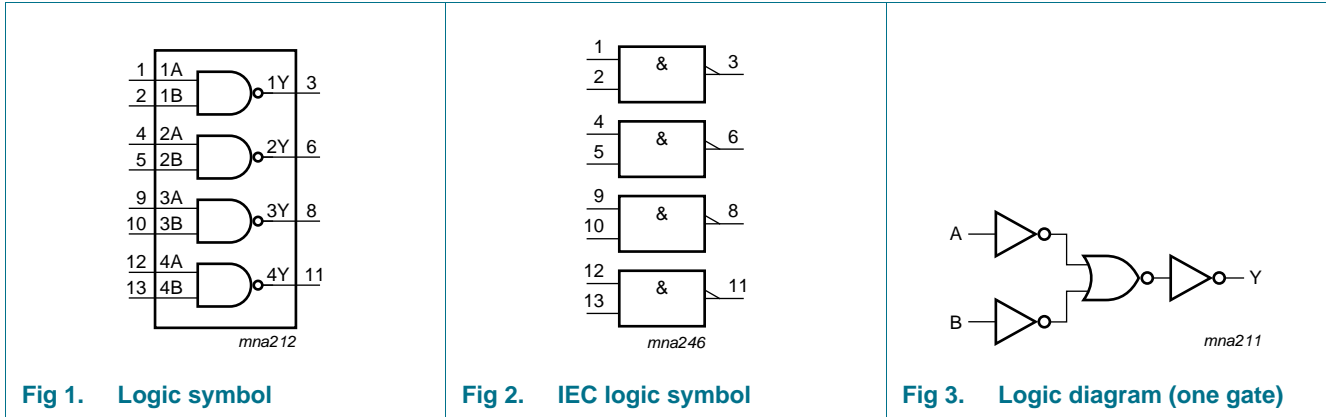 1 1A 1Y 3
2 1B
4 2A 2Y 6
5 2B
9 3A 3Y 8
10 3B
12 4A 4Y 11
13 4B
mna212
Fig 1. Logic symbol
1 & 3
2
4 & 6
5
9 & 8
10
12 & 11
13
mna246
Fig 2. IEC logic symbol
A
Y
B
mna211
Fig 3. Logic diagram (one gate)